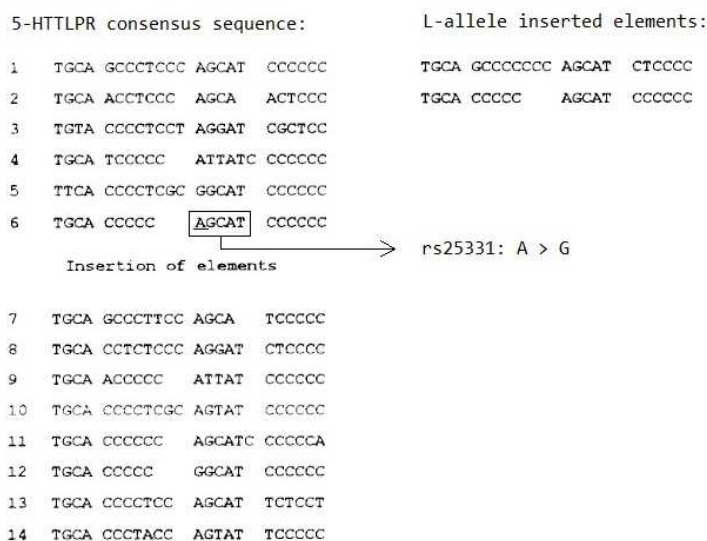 5-HTTLPR consensus sequence:
L-allele inserted elements:
1 TGCA GCCCTCCC AGCAT CCCCCC
TGCA GCCCCCCC AGCAT CTCCCC
2 TGCA ACCTCCC AGCA ACTCCC
TGCA CCCCC AGCAT CCCCCC
3 TGTA CCCCTCCT AGGAT CGCTCC
4 TGCA TCCCCC ATTATC CCCCCC
5 TTCA CCCCTCGC GGCAT CCCCCC
6 TGCA CCCCC AGCAT CCCCCC
rs25331: A > G
Insertion of elements
7 TGCA GCCCTTCC AGCA TCCCCC
8 TGCA CCTCTCCC AGGAT CTCCCC
9 TGCA ACCCCC ATTAT CCCCCC
10 TGCA CCCCTCGC AGTAT CCCCCC
11 TGCA CCCCCC AGCATC CCCCCA
12 TGCA CCCCC GGCAT CCCCCC
13 TGCA CCCCTCC AGCAT TCTCCT
14 TGCA CCCTACC AGTAT TCCCCC